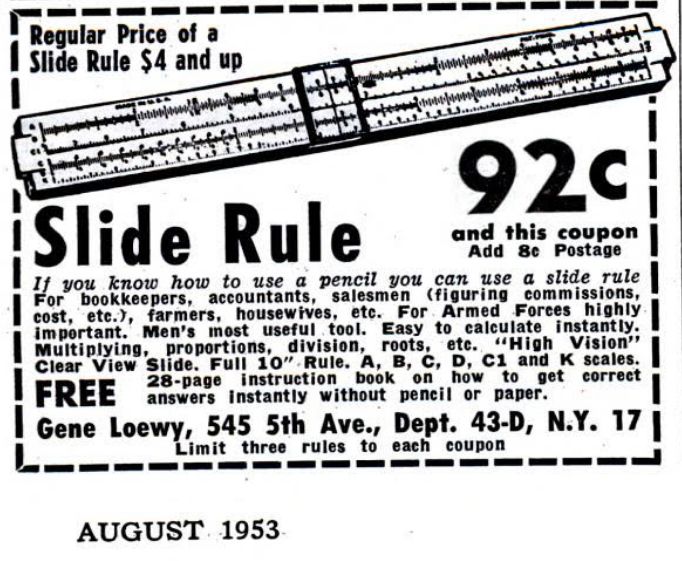 Regular Price of a
Slide Rule $4 and up
92c
and this coupon
Add 8c Postage
Slide Rule
If you know how to use a pencil you can use a slide rule
For bookkeepers, accountants, salesmen (figuring commissions,
cost, etc.), farmers, housewives, etc. For Armed Forces highly
important. Men's most useful tool. Easy to calculate instantly.
Multiplying, proportions, division, roots, etc. "High Vision"
Clear View Slide. Full 10" Rule. A, B, C, D, C1 and K scales.
FREE 28-page instruction book on how to get correct
answers instantly without pencil or paper.
Gene Loewy, 545 5th Ave., Dept. 43-D, N.Y. 17
Limit three rules to each coupon
AUGUST 1953